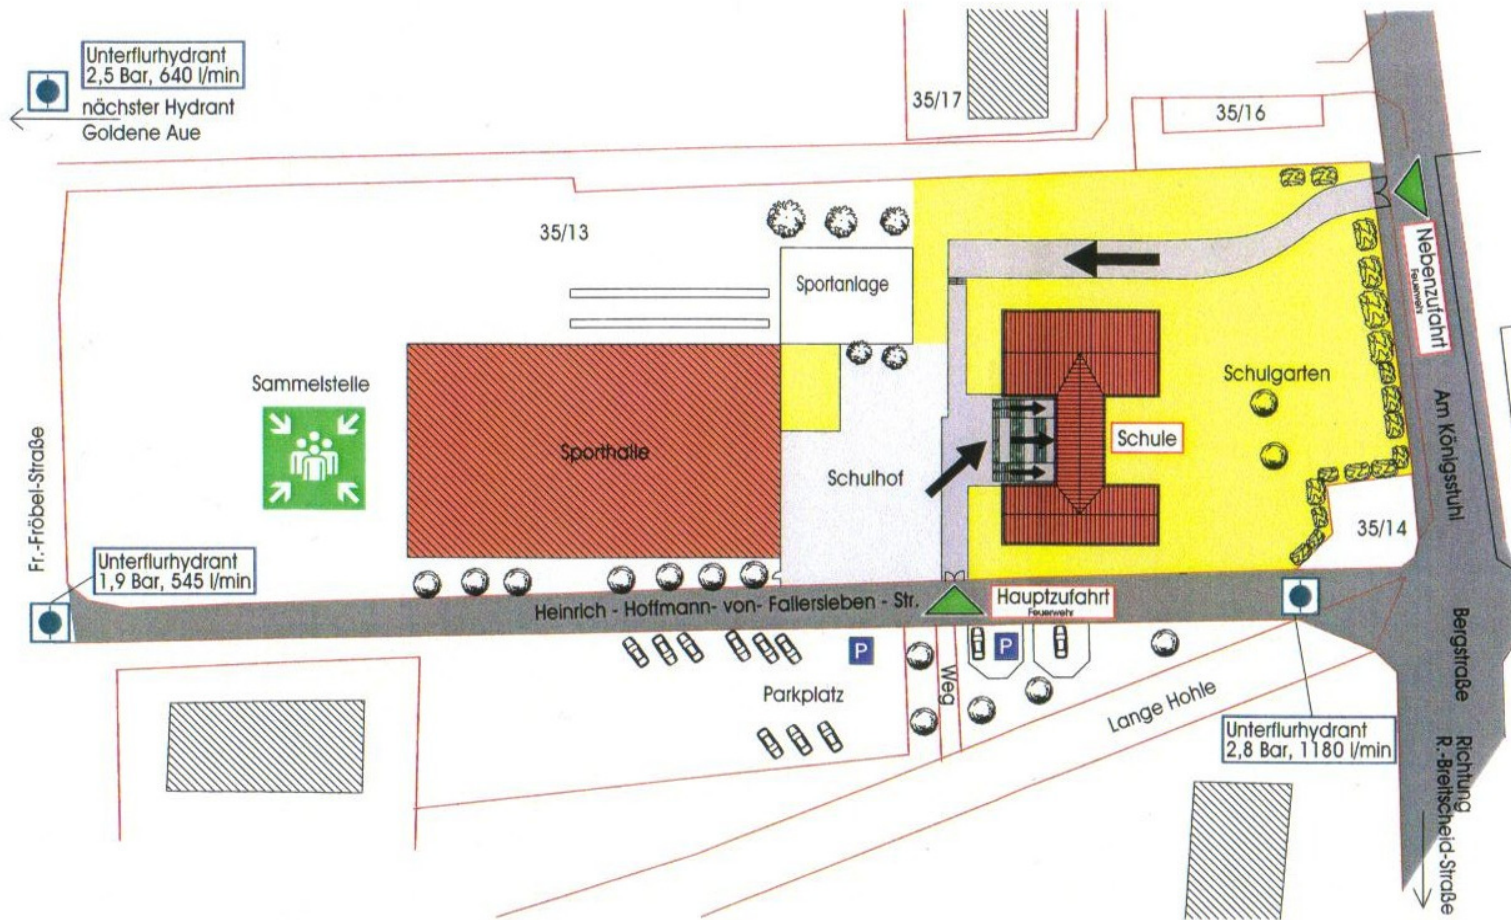 Unterflurhydrant
2,5 Bar, 640 l/min
nächster Hydrant
Goldene Aue
35/17
35/16
35/13
Sportanlage
Nebenzufahrt
Feuerwehr
Sammelstelle
Schulgarten
Am Königsstuhl
Fr.-Fröbel-Straße
Sporthalle
Schulhof
Schule
35/14
Unterflurhydrant
1,9 Bar, 545 l/min
Heinrich - Hoffmann- von- Fallersleben - Str.
Hauptzufahrt
Feuerwehr
Bergstraße
P
P
Parkplatz
Weg
Lange Hohle
Unterflurhydrant
2,8 Bar, 1180 l/min
Richtung
R.-Breitscheid-Straße